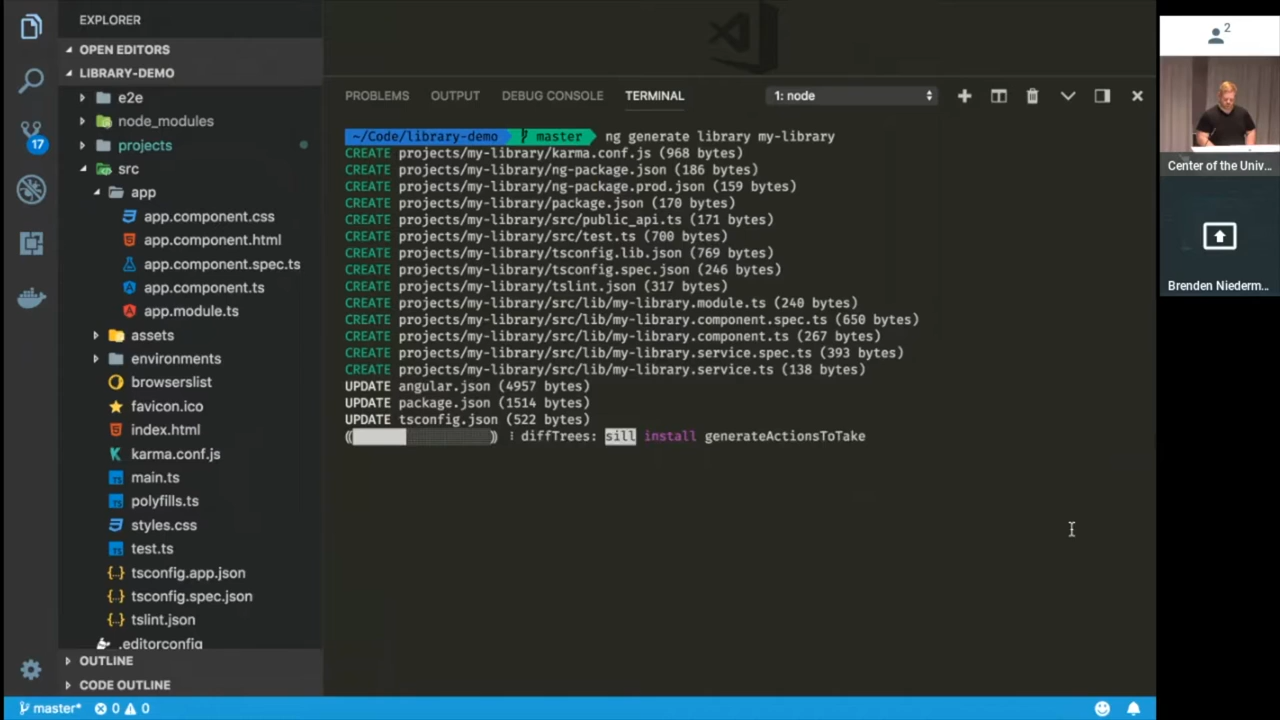 EXPLORER
OPEN EDITORS
LIBRARY-DEMO
e2e
node_modules
projects
src
app
app.component.css
app.component.html
app.component.spec.ts
app.component.ts
app.module.ts
assets
environments
browserslist
favicon.ico
index.html
karma.conf.js
main.ts
polyfills.ts
styles.css
test.ts
tsconfig.app.json
tsconfig.spec.json
tslint.json
.editorconfig
OUTLINE
CODE OUTLINE
17
PROBLEMS OUTPUT DEBUG CONSOLE TERMINAL 1: node
~/Code/library-demo master ng generate library my-library
CREATE projects/my-library/karma.conf.js (968 bytes)
CREATE projects/my-library/ng-package.json (186 bytes)
CREATE projects/my-library/ng-package.prod.json (159 bytes)
CREATE projects/my-library/package.json (170 bytes)
CREATE projects/my-library/src/public_api.ts (171 bytes)
CREATE projects/my-library/src/test.ts (700 bytes)
CREATE projects/my-library/tsconfig.lib.json (769 bytes)
CREATE projects/my-library/tsconfig.spec.json (246 bytes)
CREATE projects/my-library/tslint.json (317 bytes)
CREATE projects/my-library/src/lib/my-library.module.ts (240 bytes)
CREATE projects/my-library/src/lib/my-library.component.spec.ts (650 bytes)
CREATE projects/my-library/src/lib/my-library.component.ts (267 bytes)
CREATE projects/my-library/src/lib/my-library.service.spec.ts (393 bytes)
CREATE projects/my-library/src/lib/my-library.service.ts (138 bytes)
UPDATE angular.json (4957 bytes)
UPDATE package.json (1514 bytes)
UPDATE tsconfig.json (522 bytes)
diffTrees: sill install generateActionsToTake
2
Center of the Univ...
Brenden Niederm...
master* 0 0